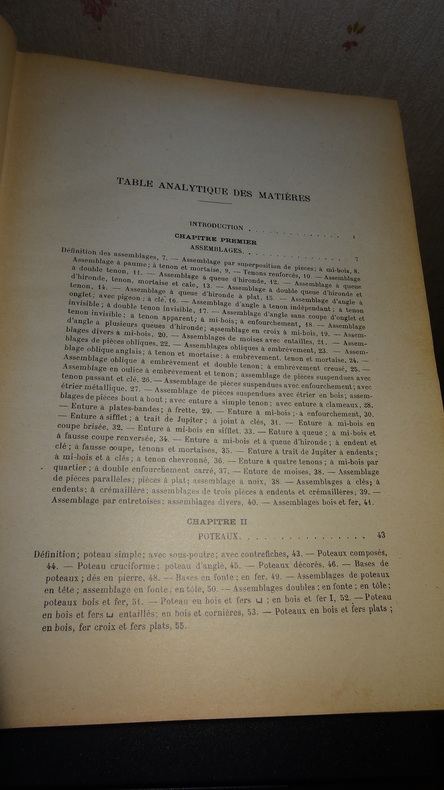 TABLE ANALYTIQUE DES MATIÈRES
INTRODUCTION
CHAPITRE PREMIER
ASSEMBLAGES. 7
Définition des assemblages, 7. — Assemblage par superposition de pièces; à mi-bois, 8.
Assemblage à paume; à tenon et mortaise, 9. — Tenons renforcés, 10. — Assemblage
à double tenon, 11. — Assemblage à queue d'hironde, 12. — Assemblage à queue
d'hironde, tenon, mortaise et cale, 13. — Assemblage à double queue d'hironde et
tenon, 14. — Assemblage à queue d'hironde à plat, 15. — Assemblage d'angle à
onglet; avec pigeon; à clé, 16. — Assemblage d'angle à tenon indépendant; à tenon
invisible; à double tenons invisible, 17. — Assemblage d'angle sans coupe d'onglet et
tenon invisible; à tenon apparent; à mi-bois; à enfourchement, 18. — Assemblage
d'angle à plusieurs queues d'hironde; assemblage en croix à mi-bois, 19. — Assem-
blages divers à mi-bois, 20. — Assemblages de moises avec entailles, 21. — Assem-
blages de pièces obliques, 22. — Assemblages obliques à embrèvement, 23. — Assem-
blage oblique anglais; à tenon et mortaise; à embrèvement, tenon et mortaise, 24. —
Assemblage oblique à embrèvement et double tenon; à embrèvement creusé, 25. —
Assemblage en oulice à embrèvement et tenon; assemblage de pièces suspendues avec
tenon passant et clé, 26. — Assemblage de pièces suspendues avec enfourchement; avec
étrier métallique, 27. — Assemblage de pièces suspendues avec étrier en bois; assem-
blages de pièces bout à bout; avec enture à simple tenon; avec enture à clameaux, 28.
— Enture à plates-bandes; à frette, 29. — Enture à mi-bois; à enfourchement, 30.
— Enture à sifflet; à trait de Jupiter; à joint à clés, 31. — Enture à mi-bois en
coupe brisée, 32. — Enture à mi-bois en sifflet, 33. — Enture à queue; à mi-bois et
à fausse coupe renversée, 34. — Enture à mi-bois et à queue d'hironde; à endent et
clé; à fausse coupe, tenons et mortaises, 35. — Enture à trait de Jupiter à endents;
à mi-bois et à clés; à tenon chevronné, 36. — Enture à quatre tenons; à mi-bois par
quartier; à double enfourchement carré, 37. — Enture de moises, 38. — Assemblage
de pièces parallèles; pièces à plat; assemblage à noix, 38. — Assemblage à clés; à
endents; à crémaillère; assemblages de trois pièces à endents et crémaillères; 39. —
Assemblage par entretoises; assemblages divers, 40. — Assemblages bois et fer, 41.
CHAPITRE II
POTEAUX. 43
Définition; poteau simple; avec sous-poutre; avec contrefiches, 43. — Poteaux composés,
44. — Poteau cruciforme; poteau d'angle, 45. — Poteaux décorés, 46. — Bases de
poteaux; dés en pierre, 48. — Bases en fonte; en fer, 49. — Assemblages de poteaux
en tête; assemblage en fonte; en tôle, 50. — Assemblages doubles; en fonte; en tôle;
poteaux bois et fer, 51. — Poteau en bois et fers ⊔; en bois et fer I, 52. — Poteau
en bois et fers ⊔ entaillés; en bois et cornières, 53. — Poteaux en bois et fers plats;
en bois, fer croix et fers plats, 55.